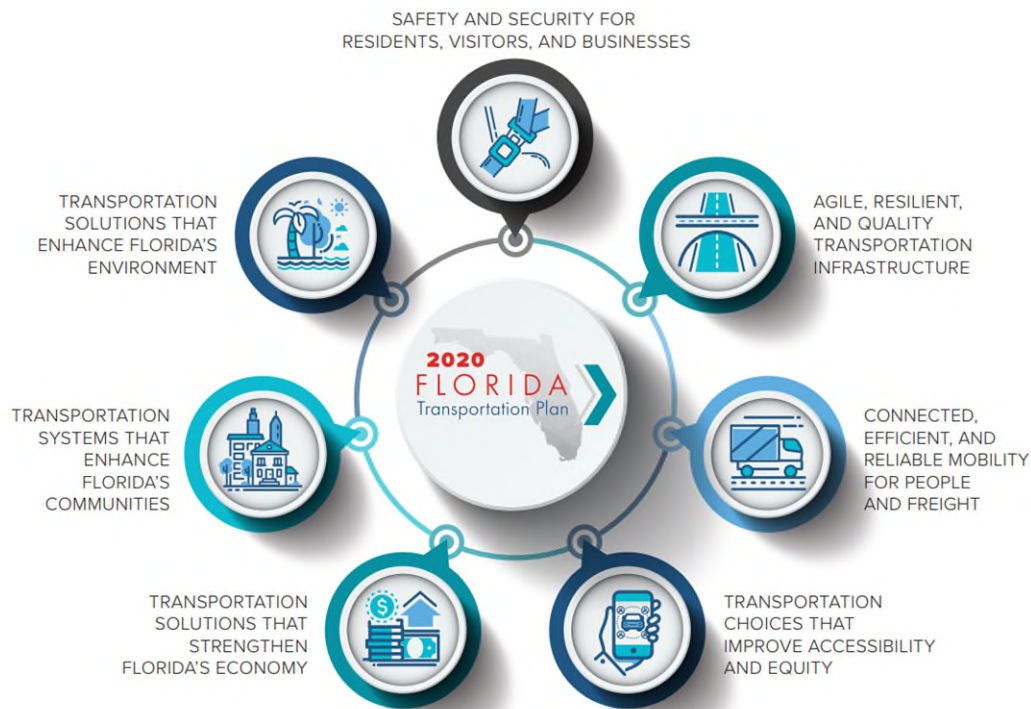 SAFETY AND SECURITY FOR
RESIDENTS, VISITORS, AND BUSINESSES
AGILE, RESILIENT,
AND QUALITY
TRANSPORTATION
INFRASTRUCTURE
CONNECTED,
EFFICIENT, AND
RELIABLE MOBILITY
FOR PEOPLE
AND FREIGHT
TRANSPORTATION
CHOICES THAT
IMPROVE ACCESSIBILITY
AND EQUITY
TRANSPORTATION
SOLUTIONS THAT
STRENGTHEN
FLORIDA'S ECONOMY
$
TRANSPORTATION
SYSTEMS THAT
ENHANCE
FLORIDA'S
COMMUNITIES
TRANSPORTATION
SOLUTIONS THAT
ENHANCE FLORIDA'S
ENVIRONMENT
2020
FLORIDA
Transportation Plan